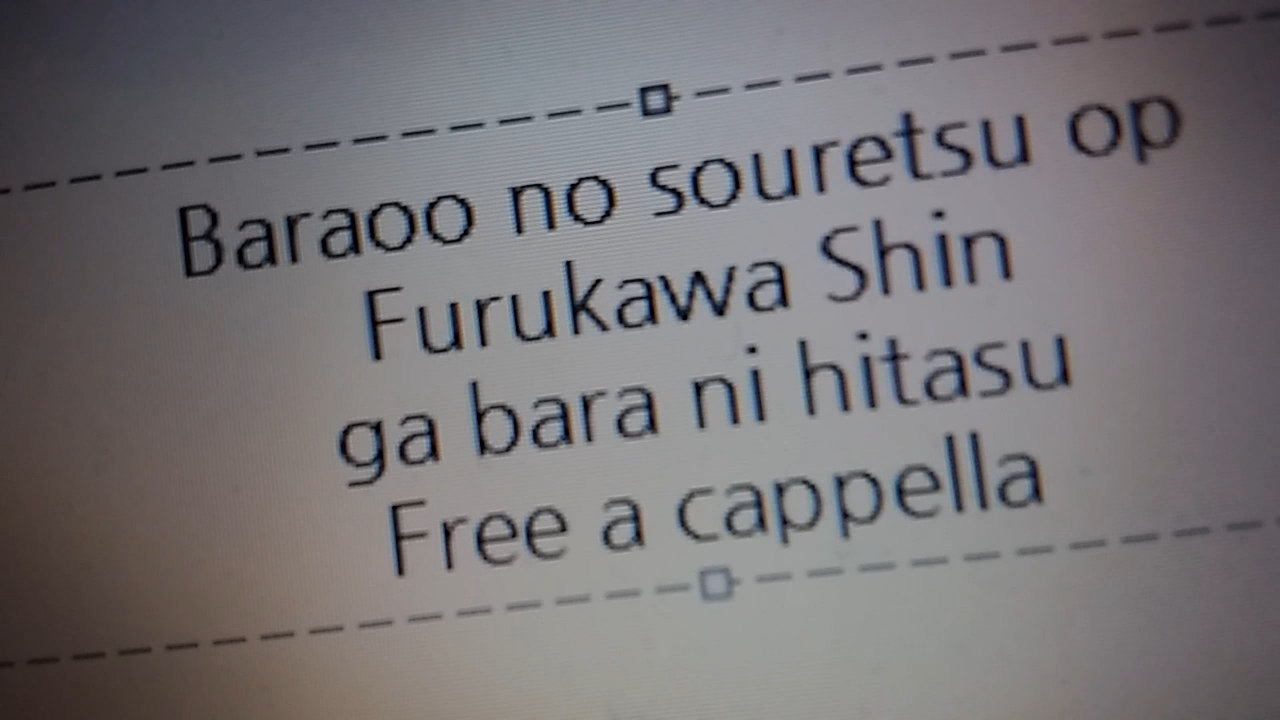 Baraoo no souretsu op
Furukawa Shin
ga bara ni hitasu
Free a cappella